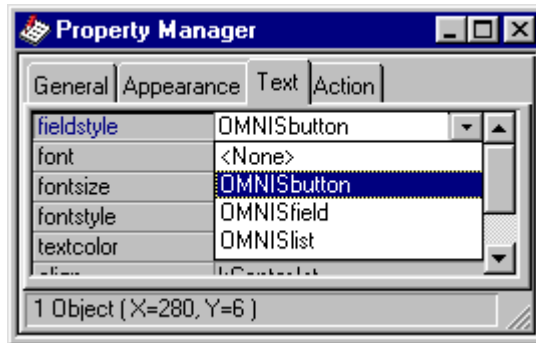 Property Manager
General Appearance Text Action
fieldstyle OMNISbutton
font <None>
fontsize OMNISbutton
fontstyle OMNISfield
textcolor OMNISlist
1 Object ( X=280, Y=6 )